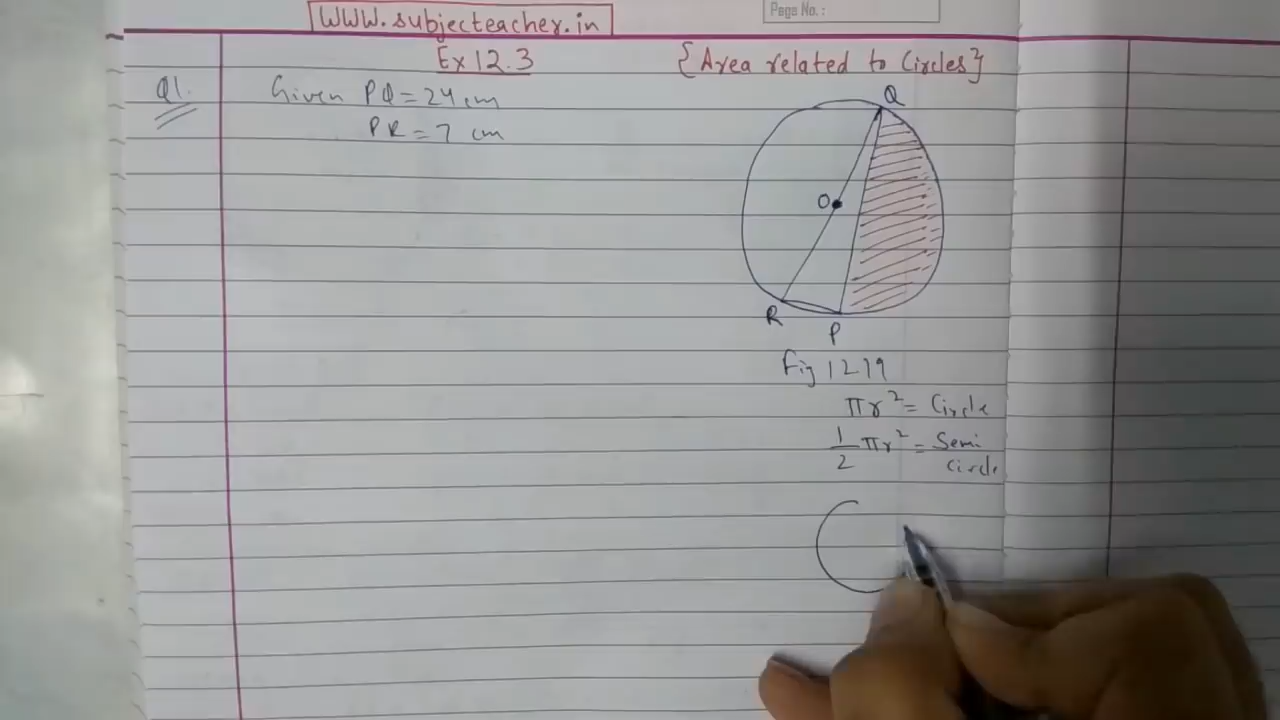 WWW.subjecteacher.in
Page No.:
Ex 12.3
{Area related to Circles}
Q1.
Given PQ = 24 cm
PR = 7 cm
Q
O
R
P
Fig 12.19
πr² = Circle
1/2 πr² = Semi
circle